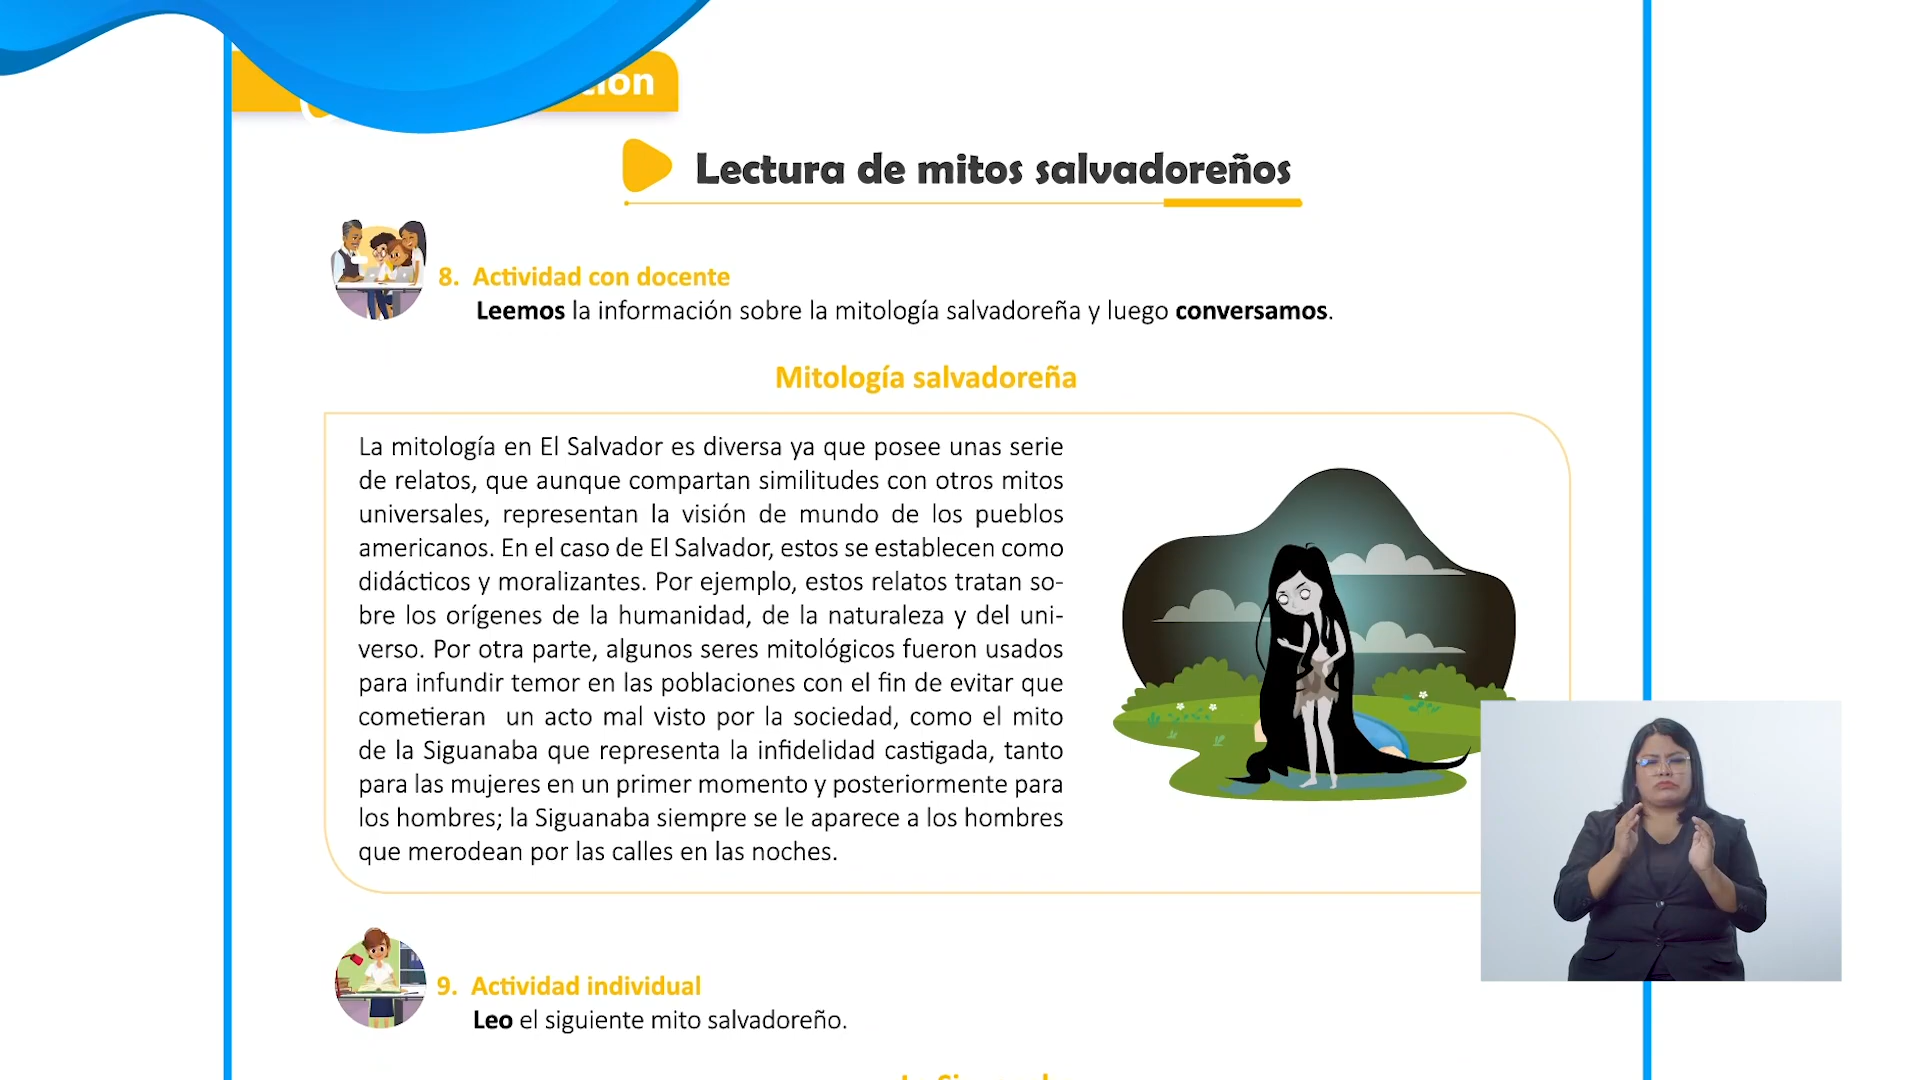 Lectura de mitos salvadoreños
8. Actividad con docente
Leemos la información sobre la mitología salvadoreña y luego conversamos.
Mitología salvadoreña
La mitología en El Salvador es diversa ya que posee unas serie
de relatos, que aunque compartan similitudes con otros mitos
universales, representan la visión de mundo de los pueblos
americanos. En el caso de El Salvador, estos se establecen como
didácticos y moralizantes. Por ejemplo, estos relatos tratan so-
bre los orígenes de la humanidad, de la naturaleza y del uni-
verso. Por otra parte, algunos seres mitológicos fueron usados
para infundir temor en las poblaciones con el fin de evitar que
cometieran un acto mal visto por la sociedad, como el mito
de la Siguanaba que representa la infidelidad castigada, tanto
para las mujeres en un primer momento y posteriormente para
los hombres; la Siguanaba siempre se le aparece a los hombres
que merodean por las calles en las noches.
9. Actividad individual
Leo el siguiente mito salvadoreño.